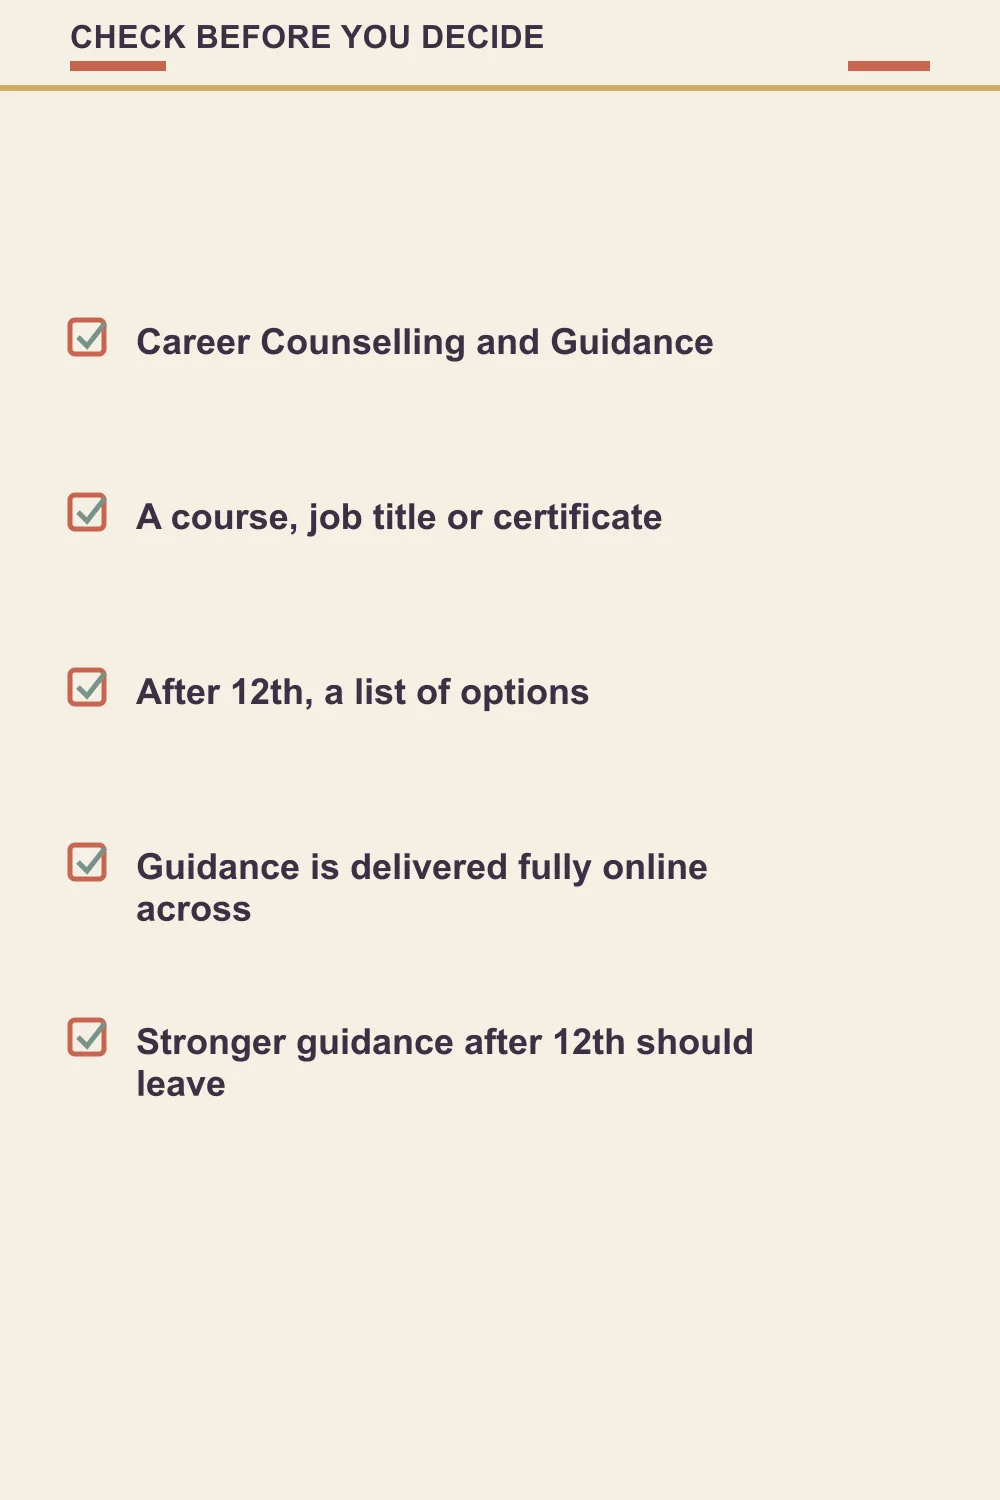 CHECK BEFORE YOU DECIDE
Career Counselling and Guidance
A course, job title or certificate
After 12th, a list of options
Guidance is delivered fully online
across
Stronger guidance after 12th should
leave